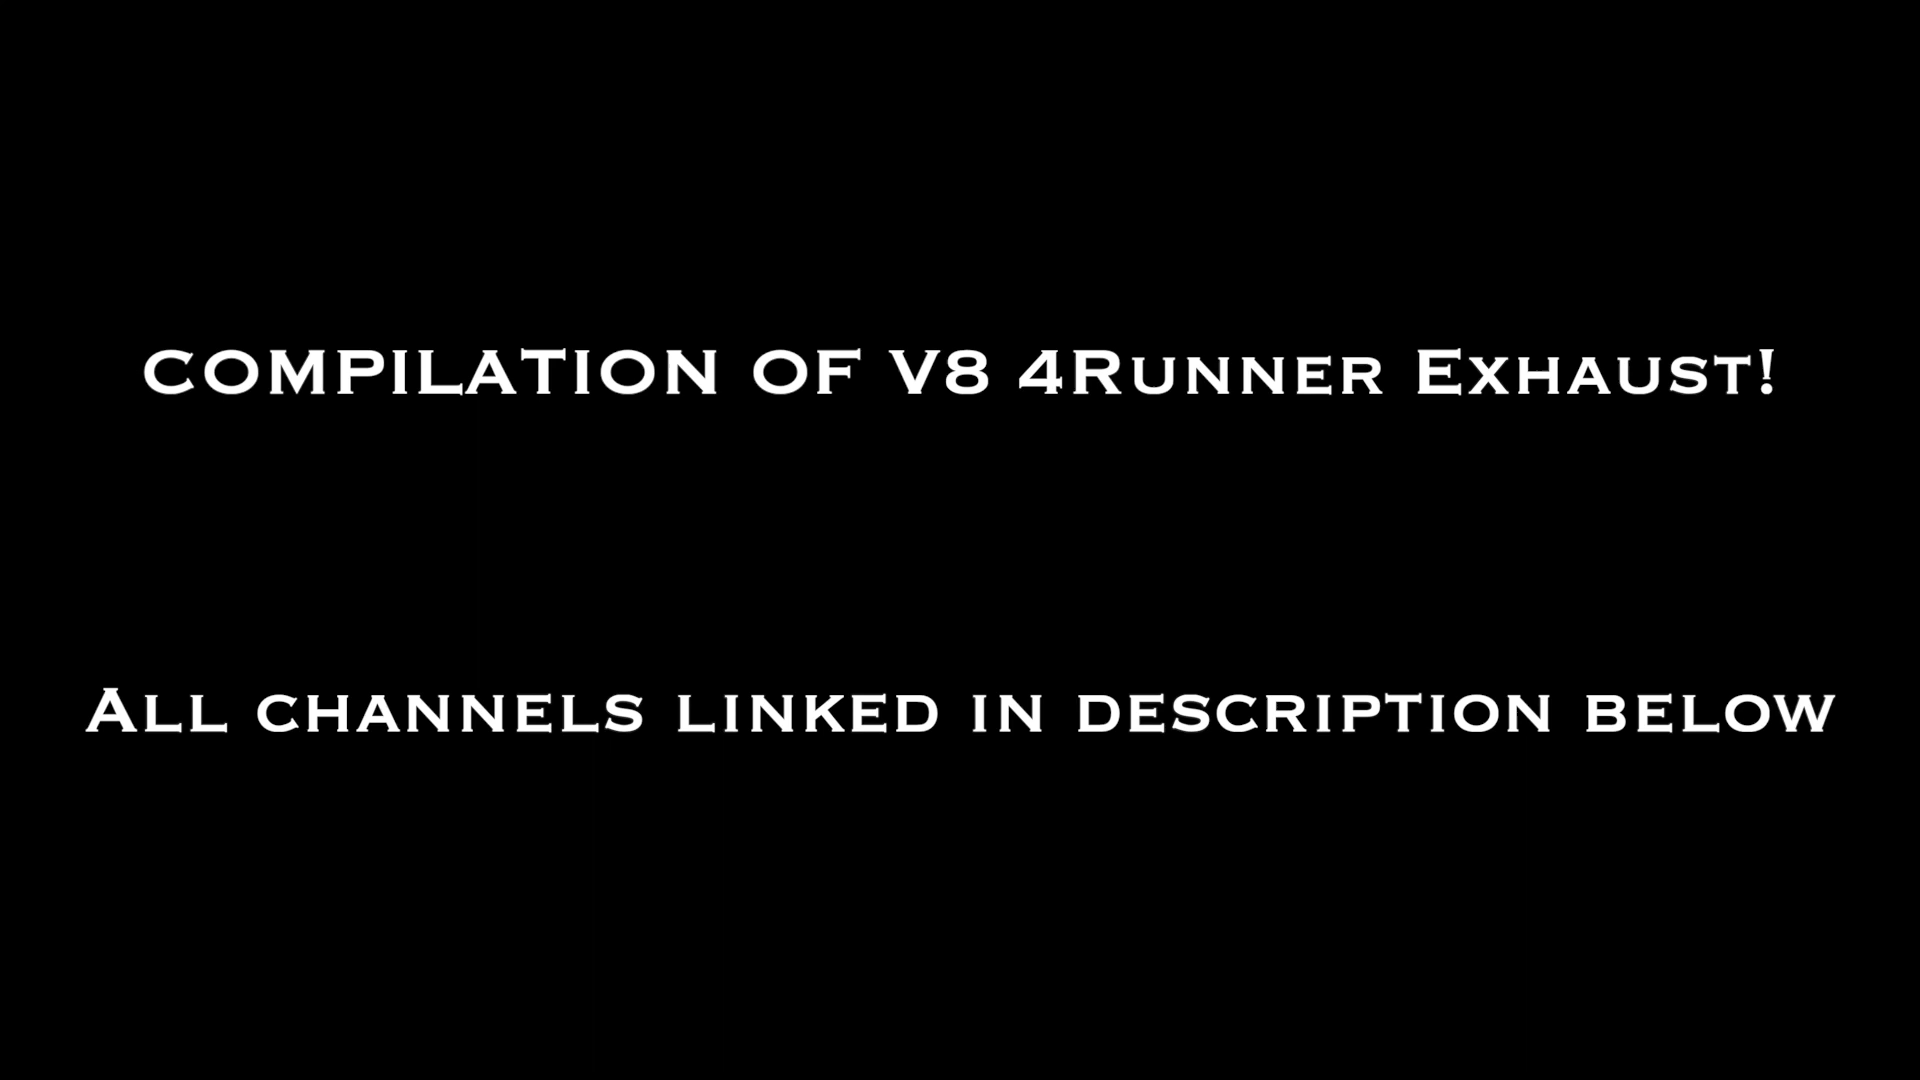 COMPILATION OF V8 4Runner Exhaust!
All channels linked in description below